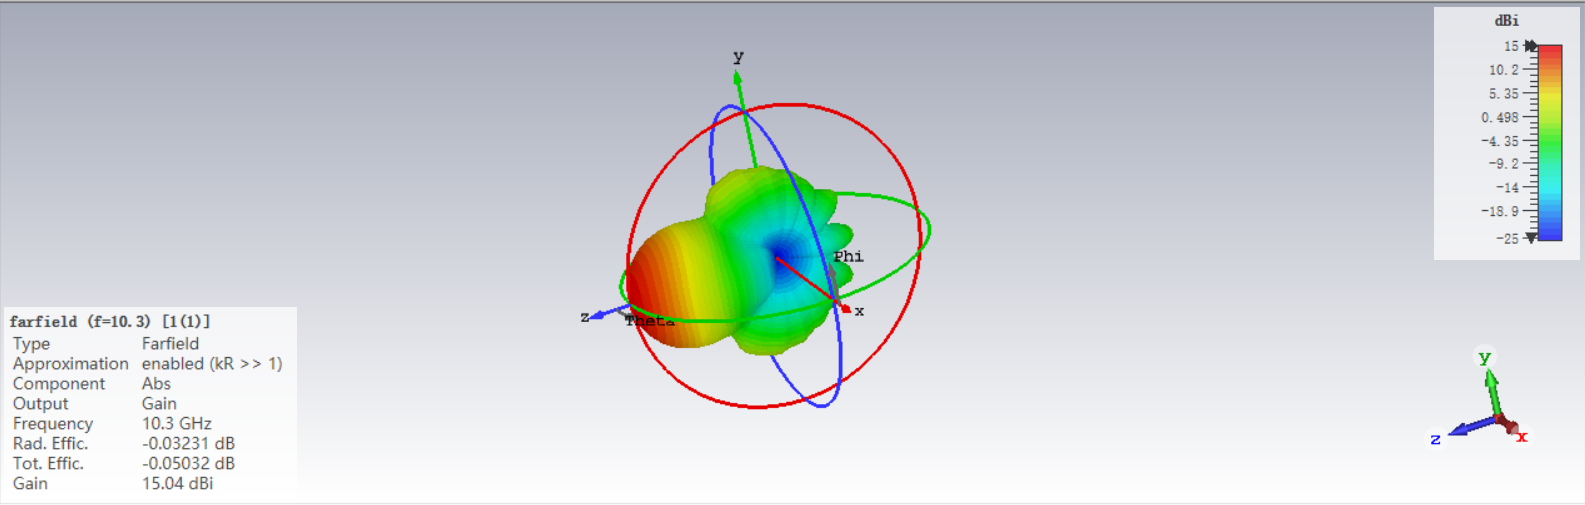 dBi
15
10.2
5.35
0.498
-4.35
-9.2
-14
-18.9
-25
y
Phi
x
z
Theta
farfield (f=10.3) [1(1)]
Type Farfield
Approximation enabled (kR >> 1)
Component Abs
Output Gain
Frequency 10.3 GHz
Rad. Effic. -0.03231 dB
Tot. Effic. -0.05032 dB
Gain 15.04 dBi
y
z
x